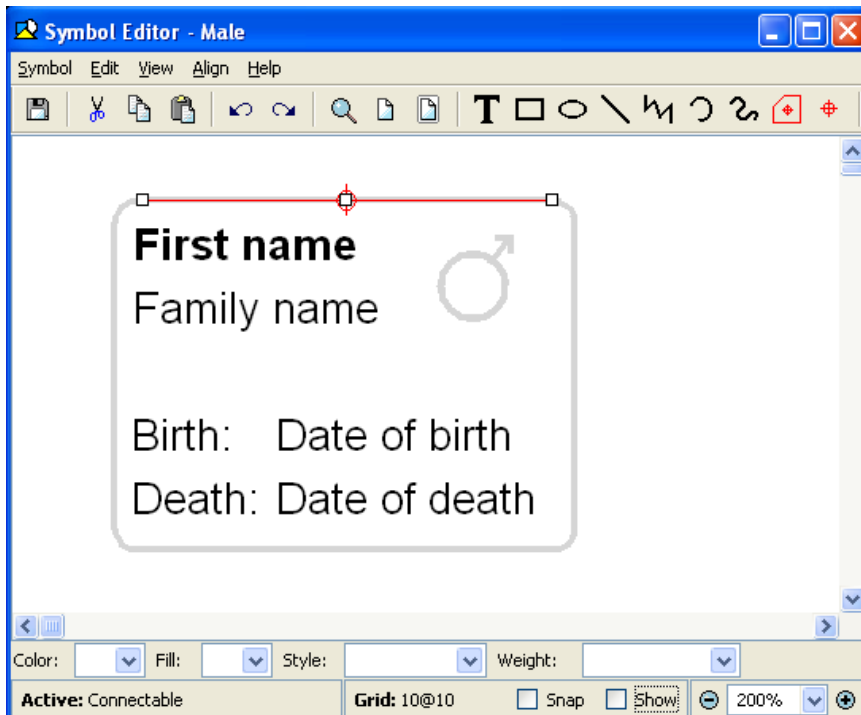 Symbol Editor - Male
Symbol Edit View Align Help
T
First name
Family name
Birth: Date of birth
Death: Date of death
Color: Fill: Style: Weight:
Active: Connectable Grid: 10@10 Snap Show 200%